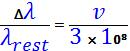 Δλ/λ_rest = v/3 × 10⁸